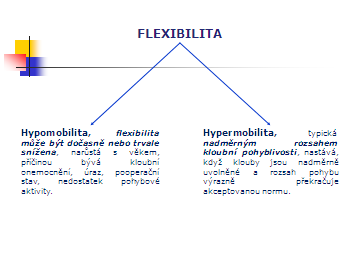 FLEXIBILITA
Hypomobilita, flexibilita
může být dočasně nebo trvale
snížena, narůstá s věkem,
příčinou bývá kloubní
onemocnění, úraz, pooperační
stav, nedostatek pohybové
aktivity.
Hypermobilita, typická
nadměrným rozsahem
kloubní pohyblivosti, nastává,
když klouby jsou nadměrně
uvolněné a rozsah pohybu
výrazně překračuje
akceptovanou normu.